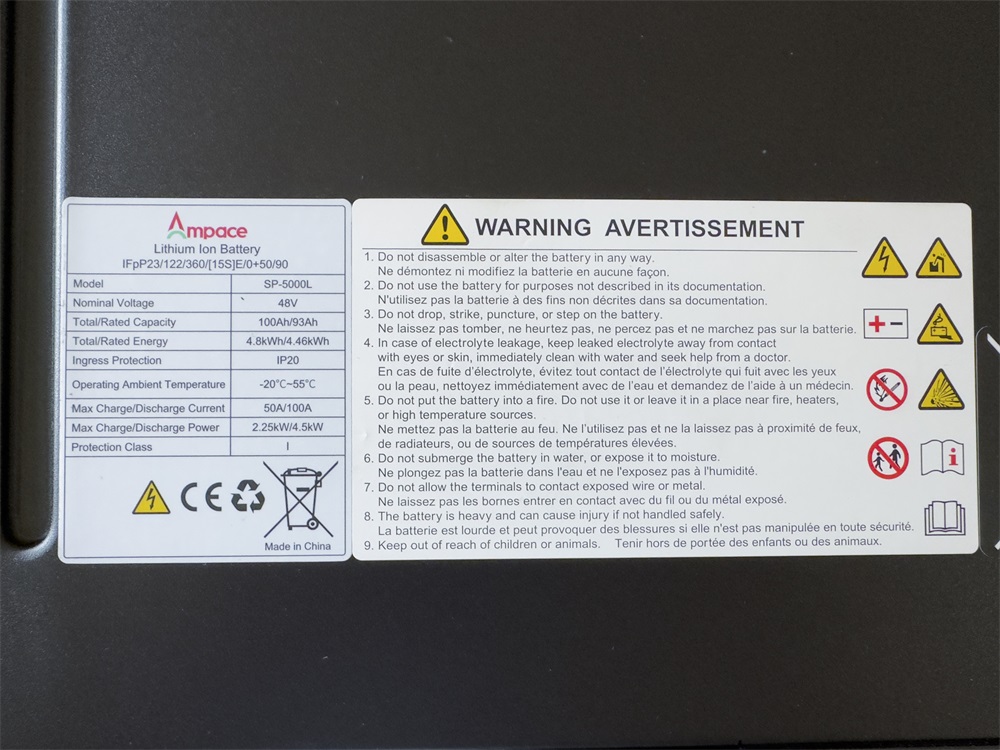 Ampace
Lithium Ion Battery
IFpP23/122/360/[15S]E/0+50/90
Model SP-5000L
Nominal Voltage 48V
Total/Rated Capacity 100Ah/93Ah
Total/Rated Energy 4.8kWh/4.46kWh
Ingress Protection IP20
Operating Ambient Temperature -20℃~55℃
Max Charge/Discharge Current 50A/100A
Max Charge/Discharge Power 2.25kW/4.5kW
Protection Class I
CE
Made in China
WARNING AVERTISSEMENT
1. Do not disassemble or alter the battery in any way.
Ne démontez ni modifiez la batterie en aucune façon.
2. Do not use the battery for purposes not described in its documentation.
N'utilisez pas la batterie à des fins non décrites dans sa documentation.
3. Do not drop, strike, puncture, or step on the battery.
Ne laissez pas tomber, ne heurtez pas, ne percez pas et ne marchez pas sur la batterie.
4. In case of electrolyte leakage, keep leaked electrolyte away from contact
with eyes or skin, immediately clean with water and seek help from a doctor.
En cas de fuite d'électrolyte, évitez tout contact de l'électrolyte qui fuit avec les yeux
ou la peau, nettoyez immédiatement avec de l'eau et demandez de l'aide à un médecin.
5. Do not put the battery into a fire. Do not use it or leave it in a place near fire, heaters,
or high temperature sources.
Ne mettez pas la batterie au feu. Ne l'utilisez pas et ne la laissez pas à proximité de feux,
de radiateurs, ou de sources de températures élevées.
6. Do not submerge the battery in water, or expose it to moisture.
Ne plongez pas la batterie dans l'eau et ne l'exposez pas à l'humidité.
7. Do not allow the terminals to contact exposed wire or metal.
Ne laissez pas les bornes entrer en contact avec du fil ou du métal exposé.
8. The battery is heavy and can cause injury if not handled safely.
La batterie est lourde et peut provoquer des blessures si elle n'est pas manipulée en toute sécurité.
9. Keep out of reach of children or animals. Tenir hors de portée des enfants ou des animaux.